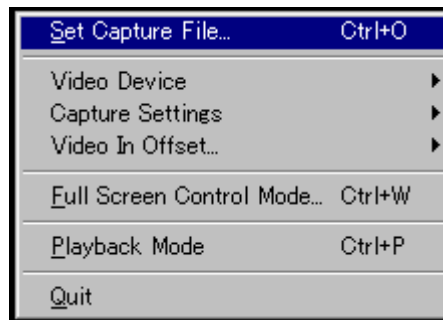 Set Capture File... Ctrl+O
Video Device
Capture Settings
Video In Offset...
Full Screen Control Mode... Ctrl+W
Playback Mode Ctrl+P
Quit